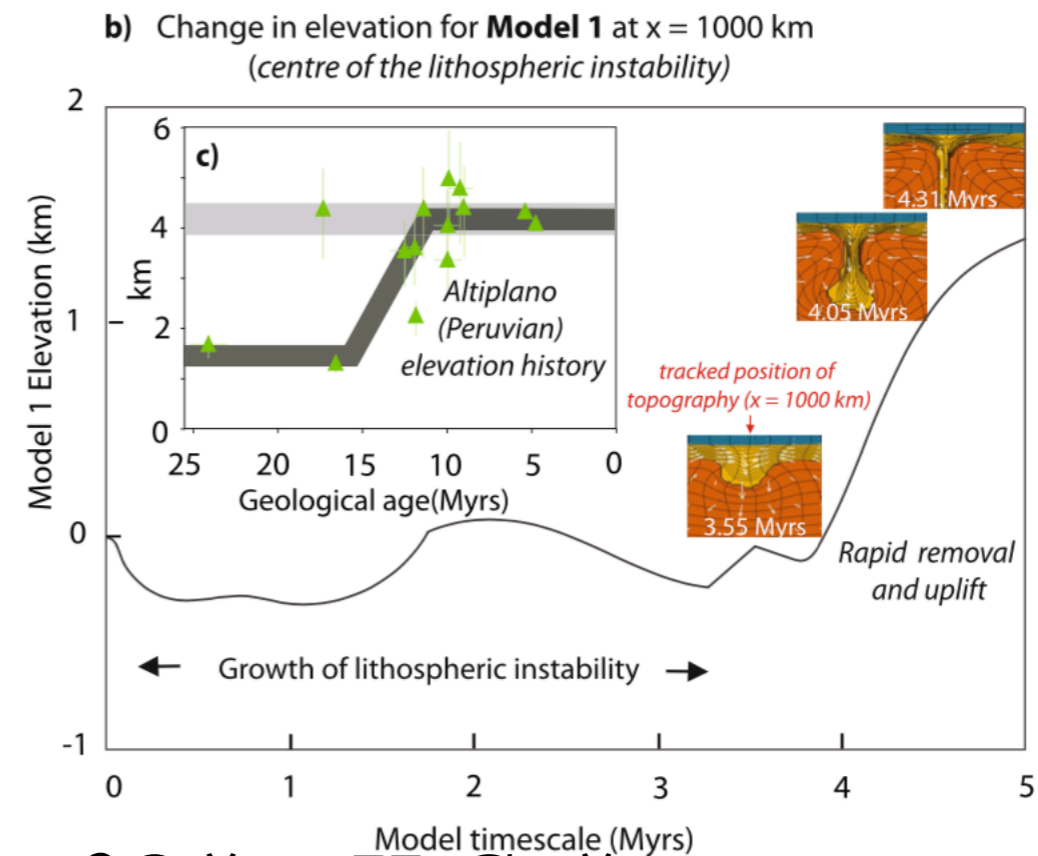 b) Change in elevation for Model 1 at x = 1000 km
(centre of the lithospheric instability)
Model 1 Elevation (km)
2
1
0
-1
c)
km
6
4
2
0
Altiplano
(Peruvian)
elevation history
25 20 15 10 5 0
Geological age(Myrs)
4.31 Myrs
4.05 Myrs
tracked position of
topography (x = 1000 km)
3.55 Myrs
Rapid removal
and uplift
Growth of lithospheric instability
0 1 2 3 4 5
Model timescale (Myrs)